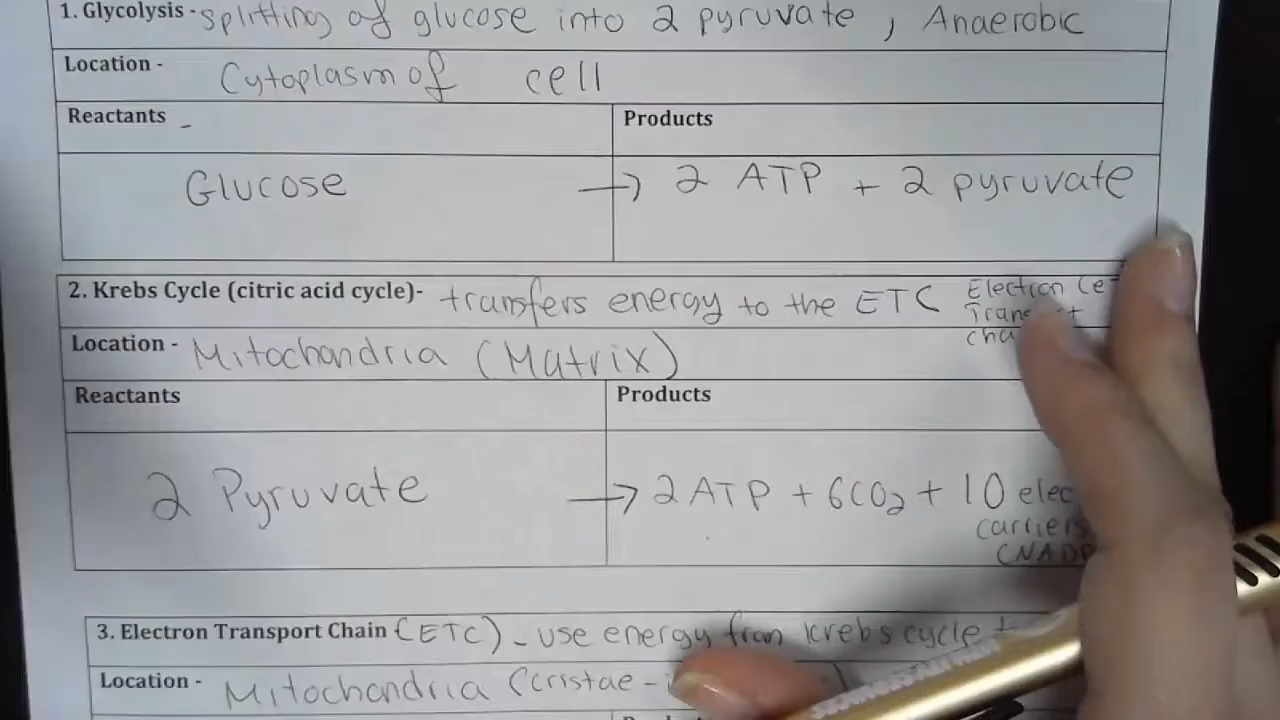 1. Glycolysis - splitting of glucose into 2 pyruvate, Anaerobic
Location - Cytoplasm of cell
Reactants - Products
Glucose → 2 ATP + 2 pyruvate
2. Krebs Cycle (citric acid cycle)- transfers energy to the ETC Electron
Location - Mitochondria (Matrix)
Reactants Products
2 Pyruvate → 2 ATP + 6CO2 + 10
carriers
3. Electron Transport Chain (ETC) - use energy from Krebs cycle
Location - Mitochondria (cristae -